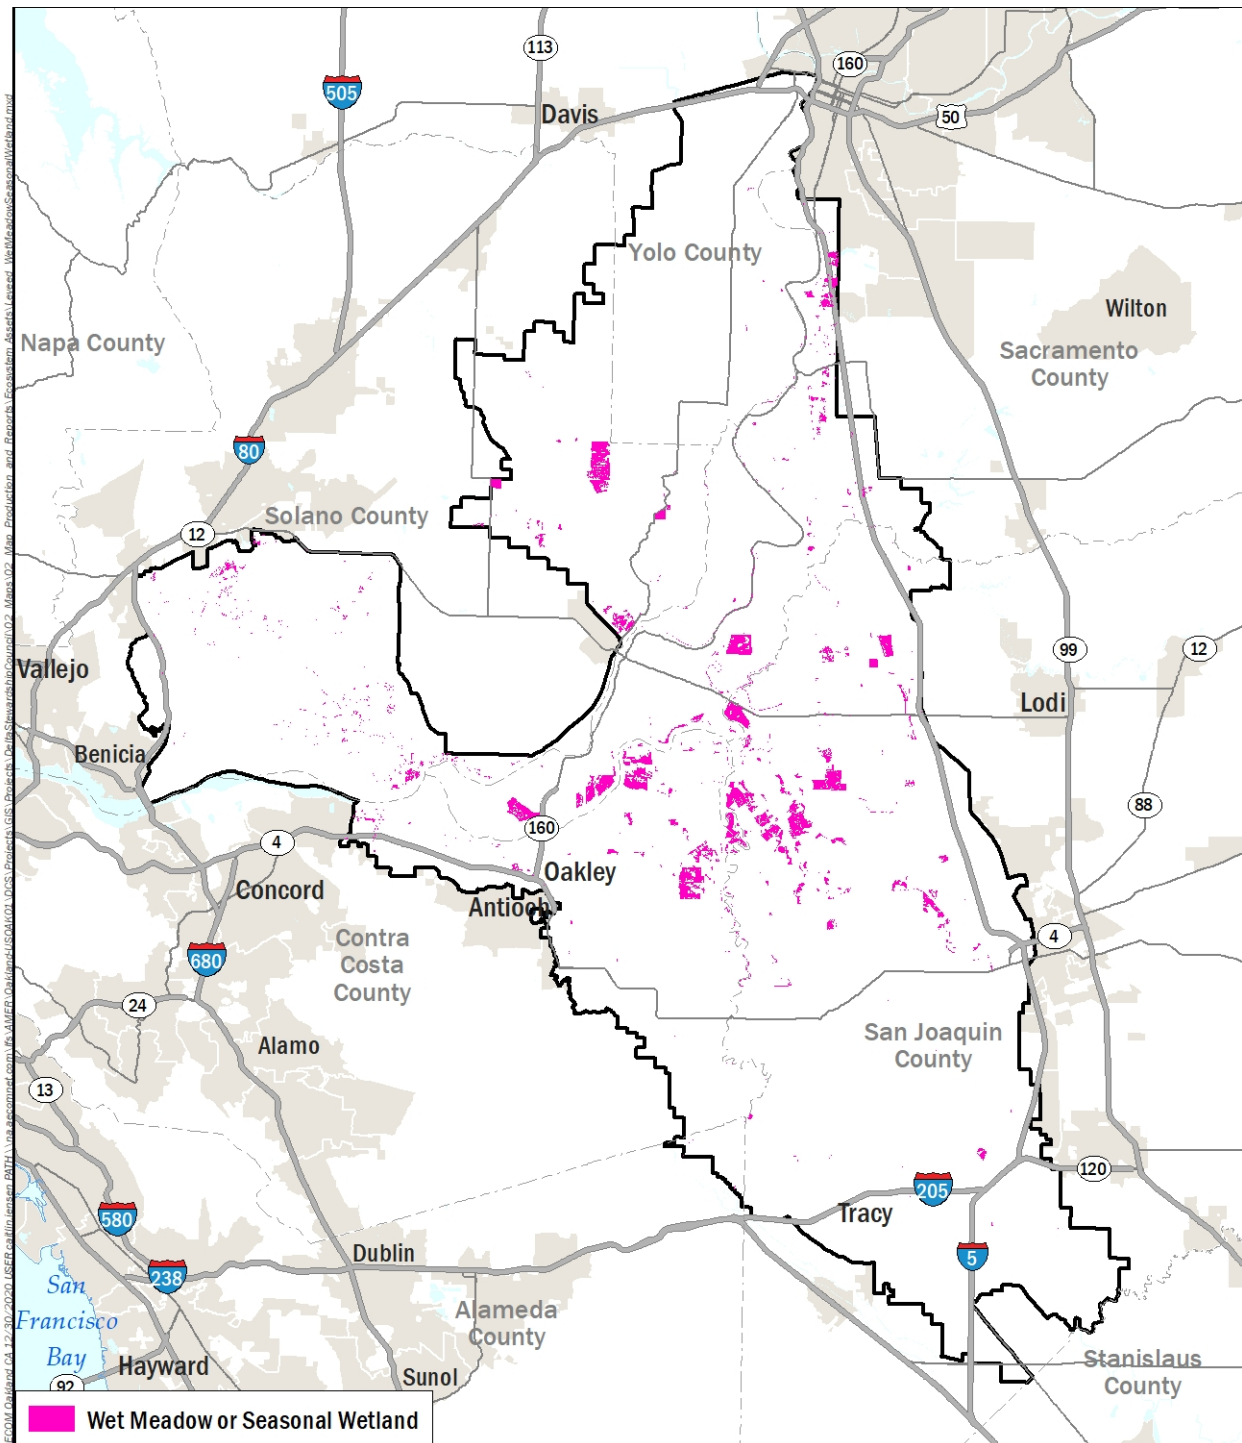 113
160
505
50
Davis
Yolo County
Wilton
Napa County
Sacramento
County
80
Solano County
12
99
12
Vallejo
Lodi
Benicia
88
160
4
Oakley
Concord
Antioch
4
Contra
Costa
County
680
24
San Joaquin
County
Alamo
13
120
205
580
Tracy
Dublin
5
238
San
Francisco
Bay
Alameda
County
Hayward
Stanislaus
County
92
Sunol
Wet Meadow or Seasonal Wetland